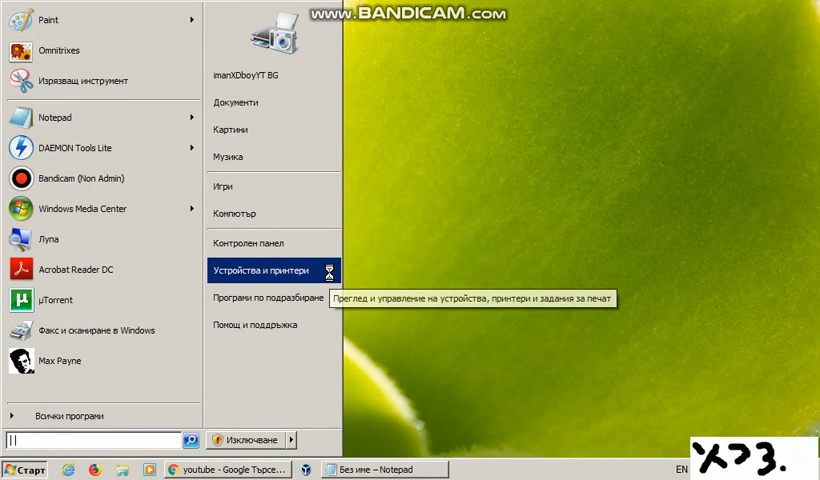 www.BANDICAM.com
Paint
Omnitrixes
Изрязващ инструмент
Notepad
DAEMON Tools Lite
Bandicam (Non Admin)
Windows Media Center
Лупа
Acrobat Reader DC
µTorrent
Факс и сканиране в Windows
Max Payne
Всички програми
imanXDboyYT BG
Документи
Картини
Музика
Игри
Компютър
Контролен панел
Устройства и принтери
Програми по подразбиране
Помощ и поддръжка
Преглед и управление на устройства, принтери и задания за печат
Изключване
Старт
youtube - Google Търсе...
Без име – Notepad
EN
X>3.